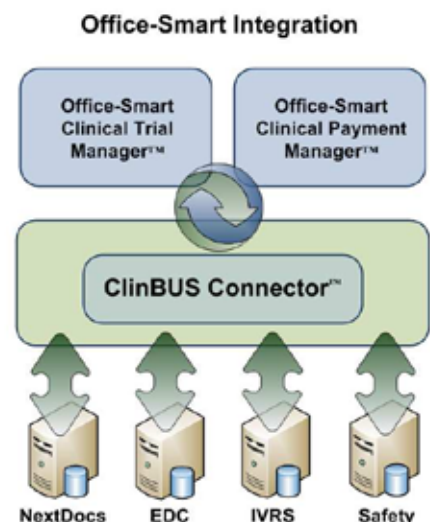 Office-Smart Integration
Office-Smart
Clinical Trial
Manager™
Office-Smart
Clinical Payment
Manager™
ClinBUS Connector™
NextDocs EDC IVRS Safety